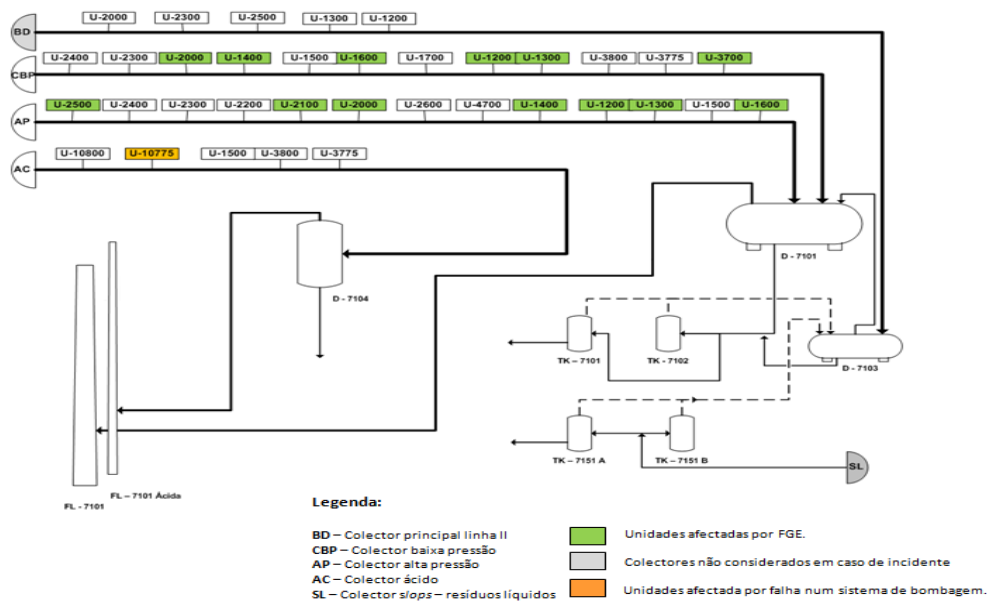 U-2000 U-2300 U-2500 U-1300 U-1200
BD
U-2400 U-2300 U-2000 U-1400 U-1500 U-1600 U-1700 U-1200 U-1300 U-3800 U-3775 U-3700
CBP
U-2500 U-2400 U-2300 U-2200 U-2100 U-2000 U-2600 U-4700 U-1400 U-1200 U-1300 U-1500 U-1600
AP
U-10800 U-10775 U-1500 U-3800 U-3775
AC
D - 7101
D - 7104
TK – 7101
TK - 7102
D - 7103
TK – 7151 A
TK – 7151 B
SL
FL - 7101
FL – 7101 Ácida
Legenda:
BD – Colector principal linha II
CBP – Colector baixa pressão
AP – Colector alta pressão
AC – Colector ácido
SL – Colector slops – resíduos líquidos
Unidades afectadas por FGE.
Colectores não considerados em caso de incidente
Unidades afectada por falha num sistema de bombagem.